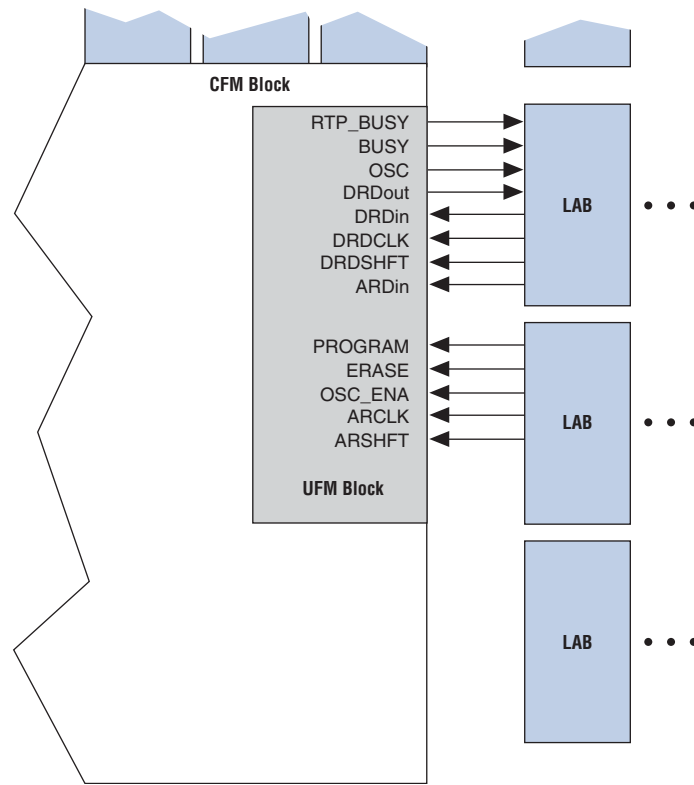 CFM Block
RTP_BUSY
BUSY
OSC
DRDout
DRDin
DRDCLK
DRDSHFT
ARDin
LAB
PROGRAM
ERASE
OSC_ENA
ARCLK
ARSHFT
LAB
UFM Block
LAB